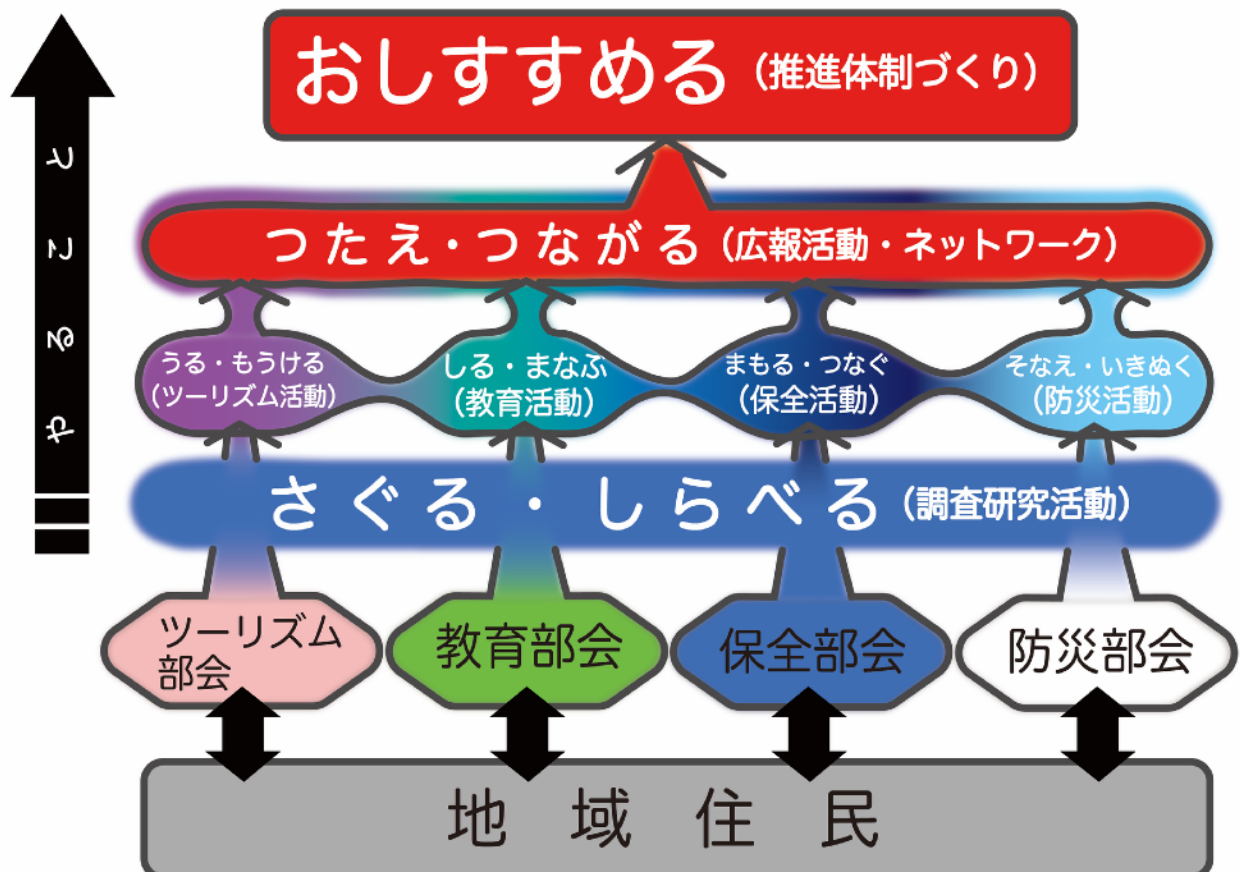 おしすすめる(推進体制づくり)
つたえ・つながる(広報活動・ネットワーク)
うる・もうける
(ツーリズム活動)
しる・まなぶ
(教育活動)
まもる・つなぐ
(保全活動)
そなえ・いきぬく
(防災活動)
さぐる・しらべる(調査研究活動)
ツーリズム
部会
教育部会
保全部会
防災部会
地域住民
やること